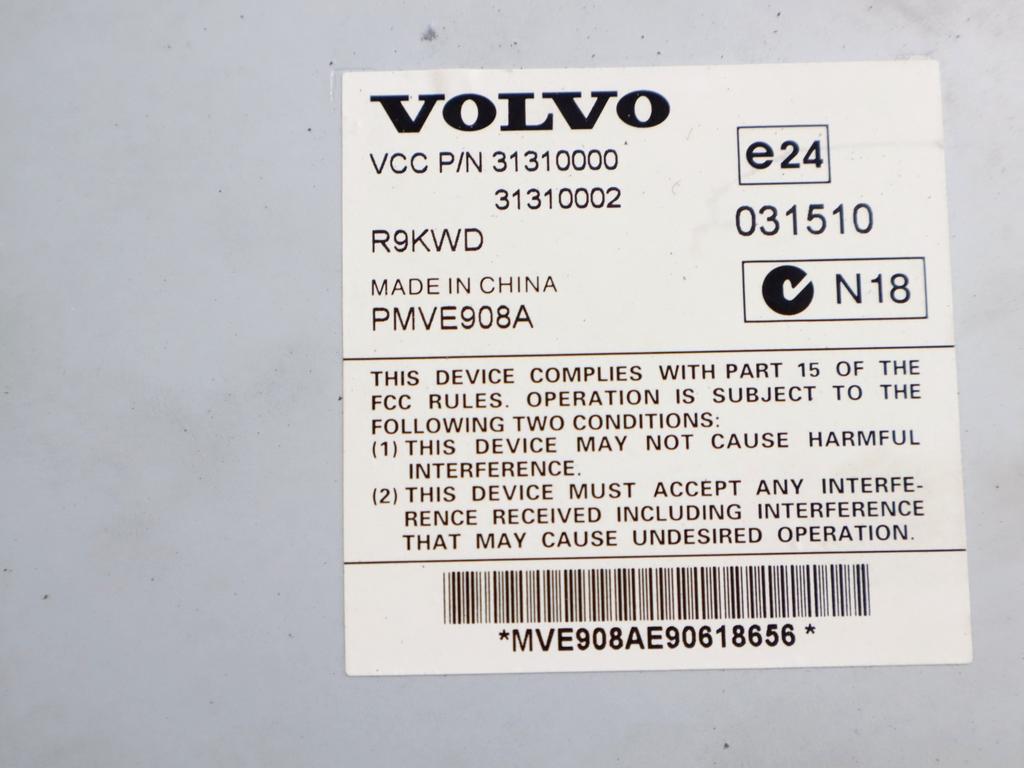 VOLVO
VCC P/N 31310000
31310002
R9KWD
MADE IN CHINA
PMVE908A
e24
031510
N18
THIS DEVICE COMPLIES WITH PART 15 OF THE
FCC RULES. OPERATION IS SUBJECT TO THE
FOLLOWING TWO CONDITIONS:
(1) THIS DEVICE MAY NOT CAUSE HARMFUL
INTERFERENCE.
(2) THIS DEVICE MUST ACCEPT ANY INTERFE-
RENCE RECEIVED INCLUDING INTERFERENCE
THAT MAY CAUSE UNDESIRED OPERATION.
*MVE908AE90618656*